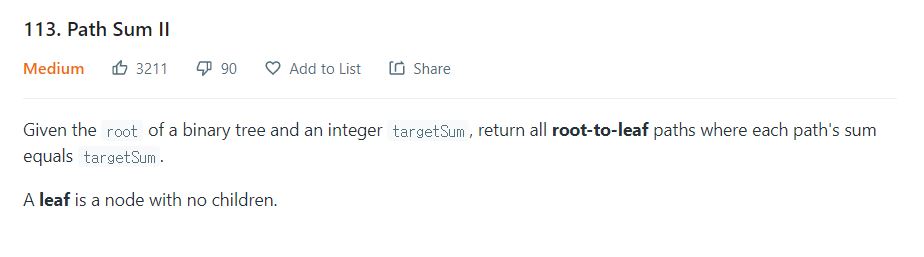 113. Path Sum II
Medium 3211 90 Add to List Share
Given the root of a binary tree and an integer targetSum, return all root-to-leaf paths where each path's sum
equals targetSum.
A leaf is a node with no children.